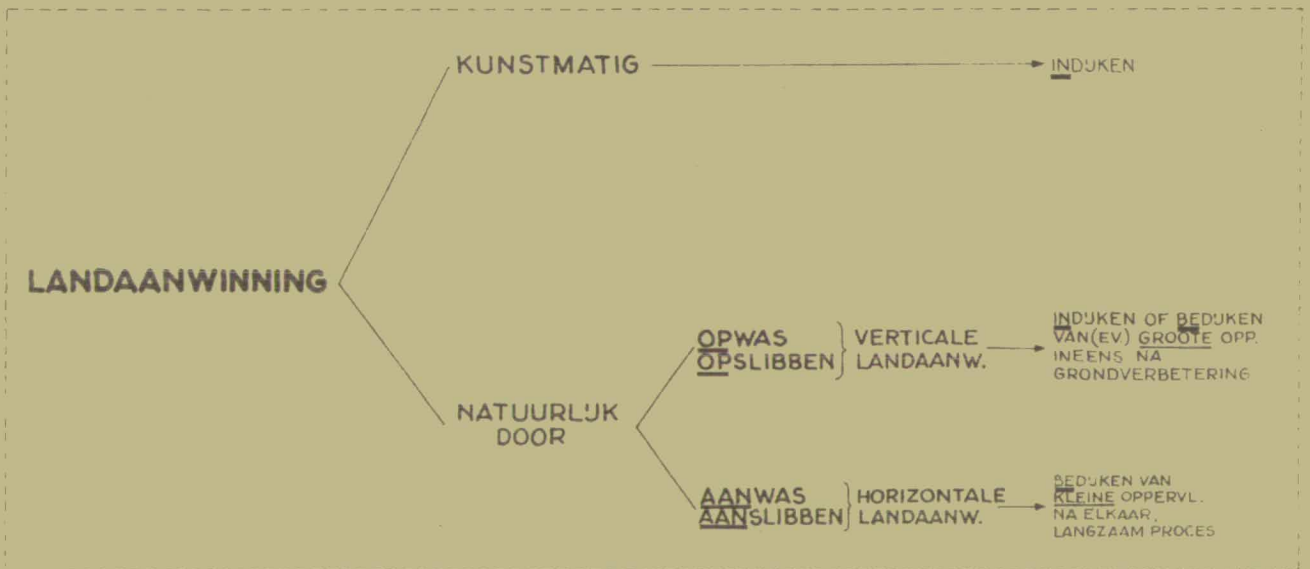 KUNSTMATIG
INDIJKEN
LANDAANWINNING
NATUURLIJK
DOOR
OPWAS
OPSLIBBEN
VERTICALE
LANDAANW.
INDIJKEN OF BEDIJKEN
VAN(EV.) GROOTE OPP.
INEENS NA
GRONDVERBETERING
AANWAS
AANSLIBBEN
HORIZONTALE
LANDAANW.
BEDIJKEN VAN
KLEINE OPPERVL.
NA ELKAAR.
LANGZAAM PROCES